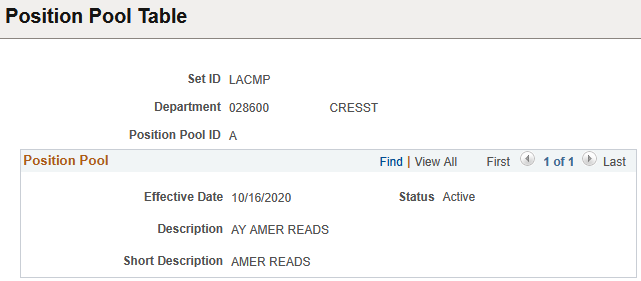 Position Pool Table
Set ID LACMP
Department 028600 CRESST
Position Pool ID A
Position Pool Find | View All First 1 of 1 Last
Effective Date 10/16/2020 Status Active
Description AY AMER READS
Short Description AMER READS